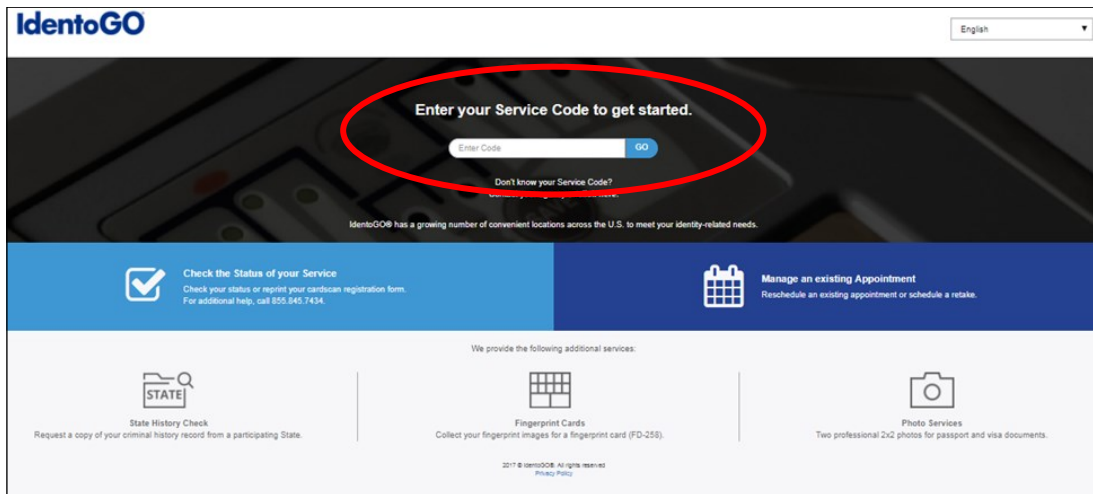 IdentoGO
English
Enter your Service Code to get started.
Enter Code
GO
Don't know your Service Code?
IdentoGO® has a growing number of convenient locations across the U.S. to meet your identity-related needs.
Check the Status of your Service
Check your status or reprint your cardscan registration form.
For additional help, call 855.845.7434.
Manage an existing Appointment
Reschedule an existing appointment or schedule a retake.
We provide the following additional services:
STATE
State History Check
Request a copy of your criminal history record from a participating State.
Fingerprint Cards
Collect your fingerprint images for a fingerprint card (FD-258).
Photo Services
Two professional 2x2 photos for passport and visa documents.
2017 © IdentoGO®. All rights reserved
Privacy Policy